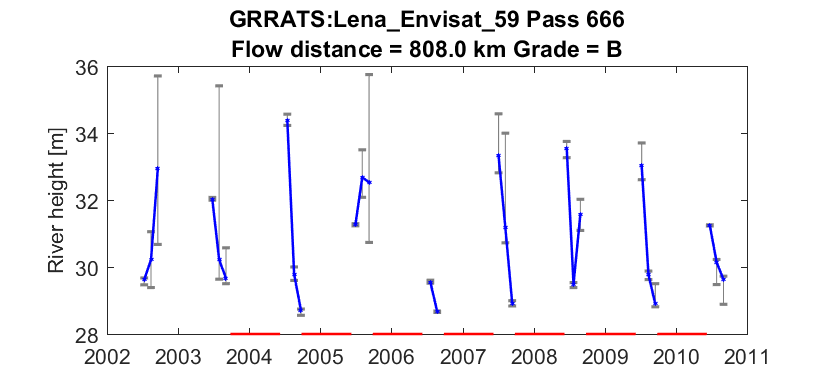 GRRATS:Lena_Envisat_59 Pass 666
Flow distance = 808.0 km Grade = B
River height [m]
36
34
32
30
28
2002 2003 2004 2005 2006 2007 2008 2009 2010 2011